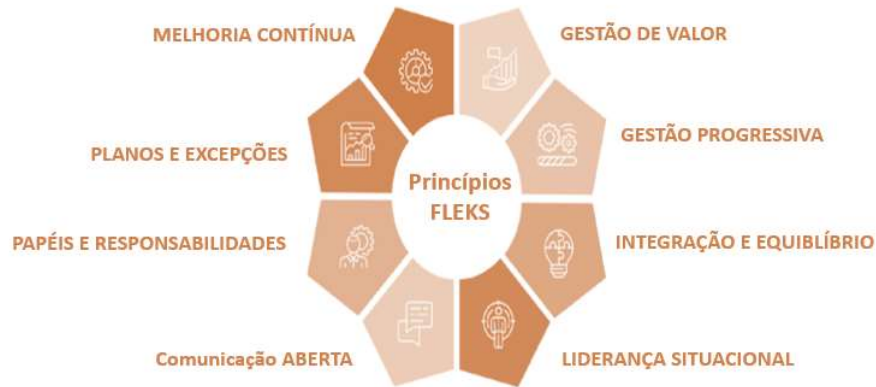 MELHORIA CONTÍNUA
GESTÃO DE VALOR
PLANOS E EXCEPÇÕES
GESTÃO PROGRESSIVA
Princípios
FLEKS
PAPÉIS E RESPONSABILIDADES
INTEGRAÇÃO E EQUIBLÍBRIO
Comunicação ABERTA
LIDERANÇA SITUACIONAL